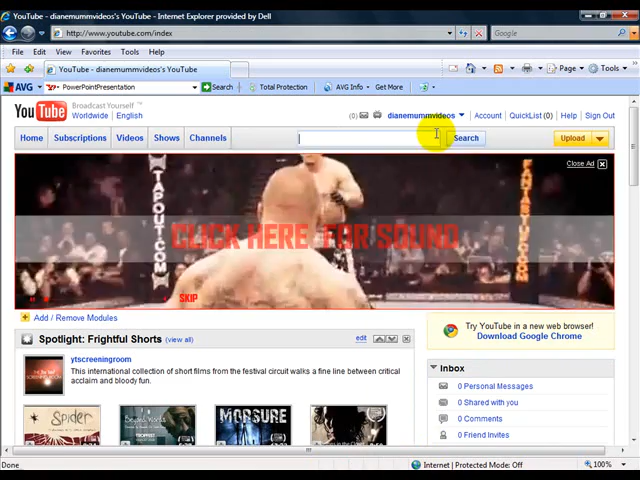 YouTube - dianemummvideos's YouTube - Internet Explorer provided by Dell
http://www.youtube.com/index
Google
File Edit View Favorites Tools Help
YouTube - dianemummvideos's YouTube
Page Tools
AVG PowerPointPresentation Search Total Protection AVG Info Get More
YouTube Broadcast Yourself ™
Worldwide English
(0) dianemummvideos Account QuickList (0) Help Sign Out
Home Subscriptions Videos Shows Channels Search Upload
Close Ad X
TAPOUT.COM
FANTASY.COM
CLICK HERE FOR SOUND
SKIP
Add / Remove Modules
Spotlight: Frightful Shorts (view all) edit
Try YouTube in a new web browser!
Download Google Chrome
ytscreeningroom
This international collection of short films from the festival circuit walks a fine line between critical
acclaim and bloody fun.
Inbox
0 Personal Messages
0 Shared with you
0 Comments
0 Friend Invites
Spider
MORSURE
Done Internet | Protected Mode: Off 100%